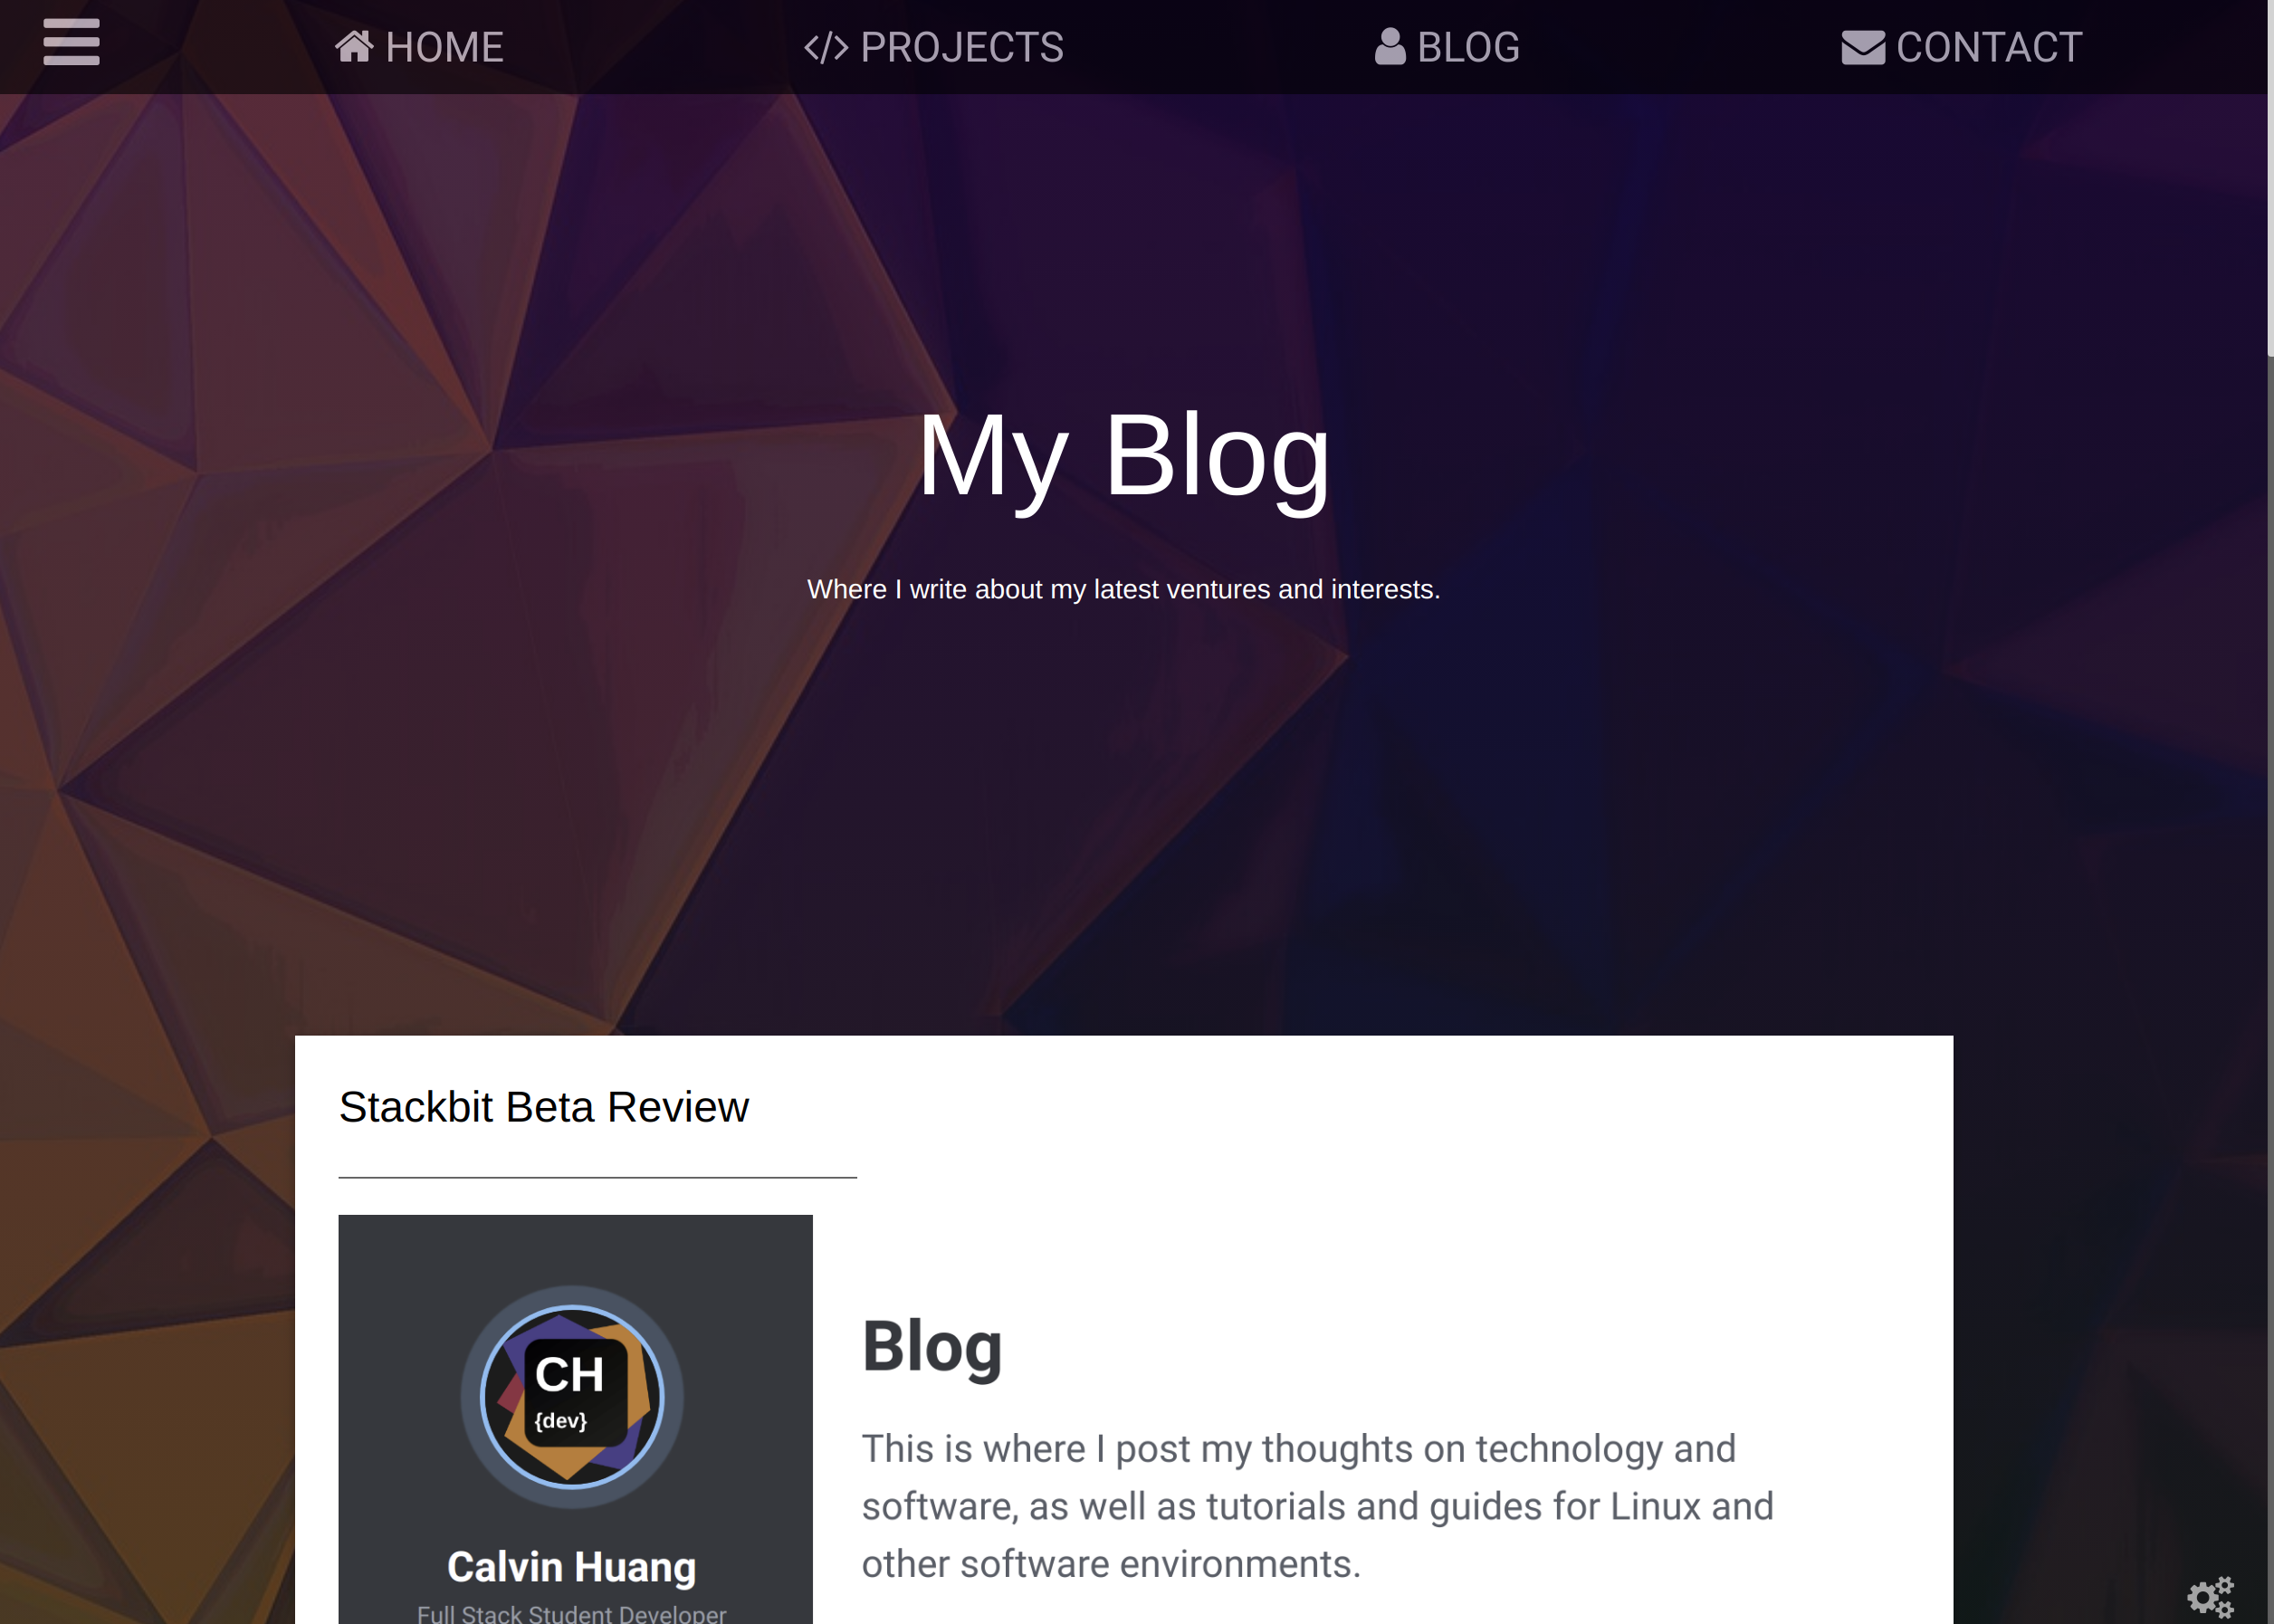 HOME PROJECTS BLOG CONTACT
My Blog
Where I write about my latest ventures and interests.
Stackbit Beta Review
CH
{dev}
Calvin Huang
Full Stack Student Developer
Blog
This is where I post my thoughts on technology and
software, as well as tutorials and guides for Linux and
other software environments.